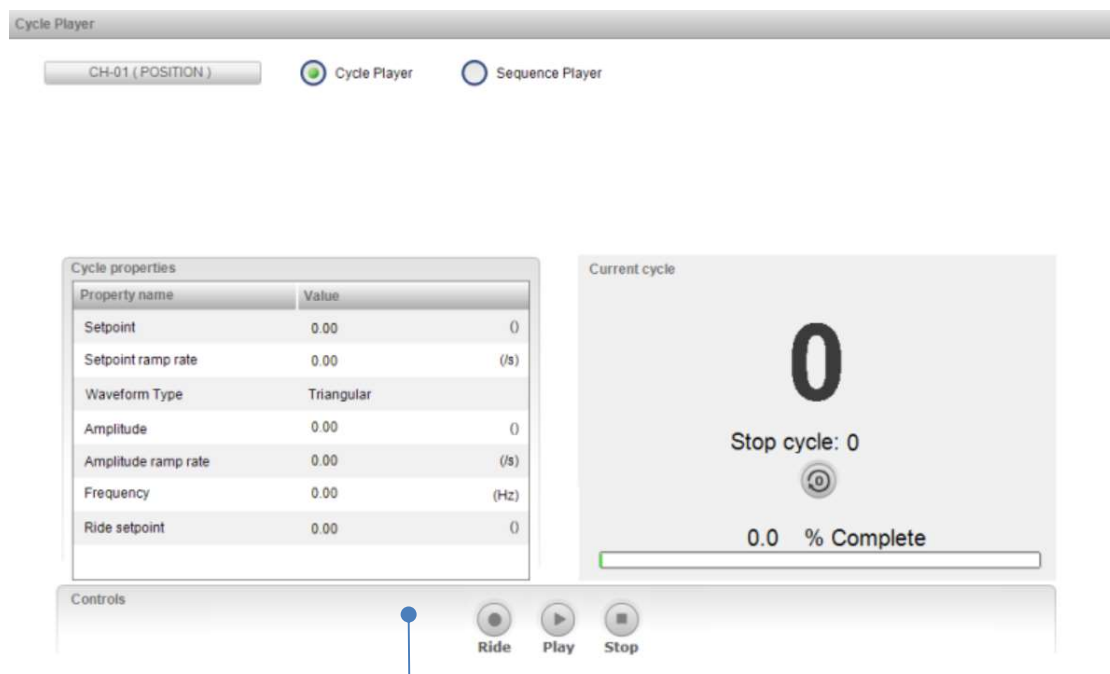 Cycle Player
CH-01 ( POSITION ) Cycle Player Sequence Player
Cycle properties
Property name Value
Setpoint 0.00 ()
Setpoint ramp rate 0.00 (/s)
Waveform Type Triangular
Amplitude 0.00 ()
Amplitude ramp rate 0.00 (/s)
Frequency 0.00 (Hz)
Ride setpoint 0.00 ()
Current cycle
0
Stop cycle: 0
0
0.0 % Complete
Controls
Ride Play Stop